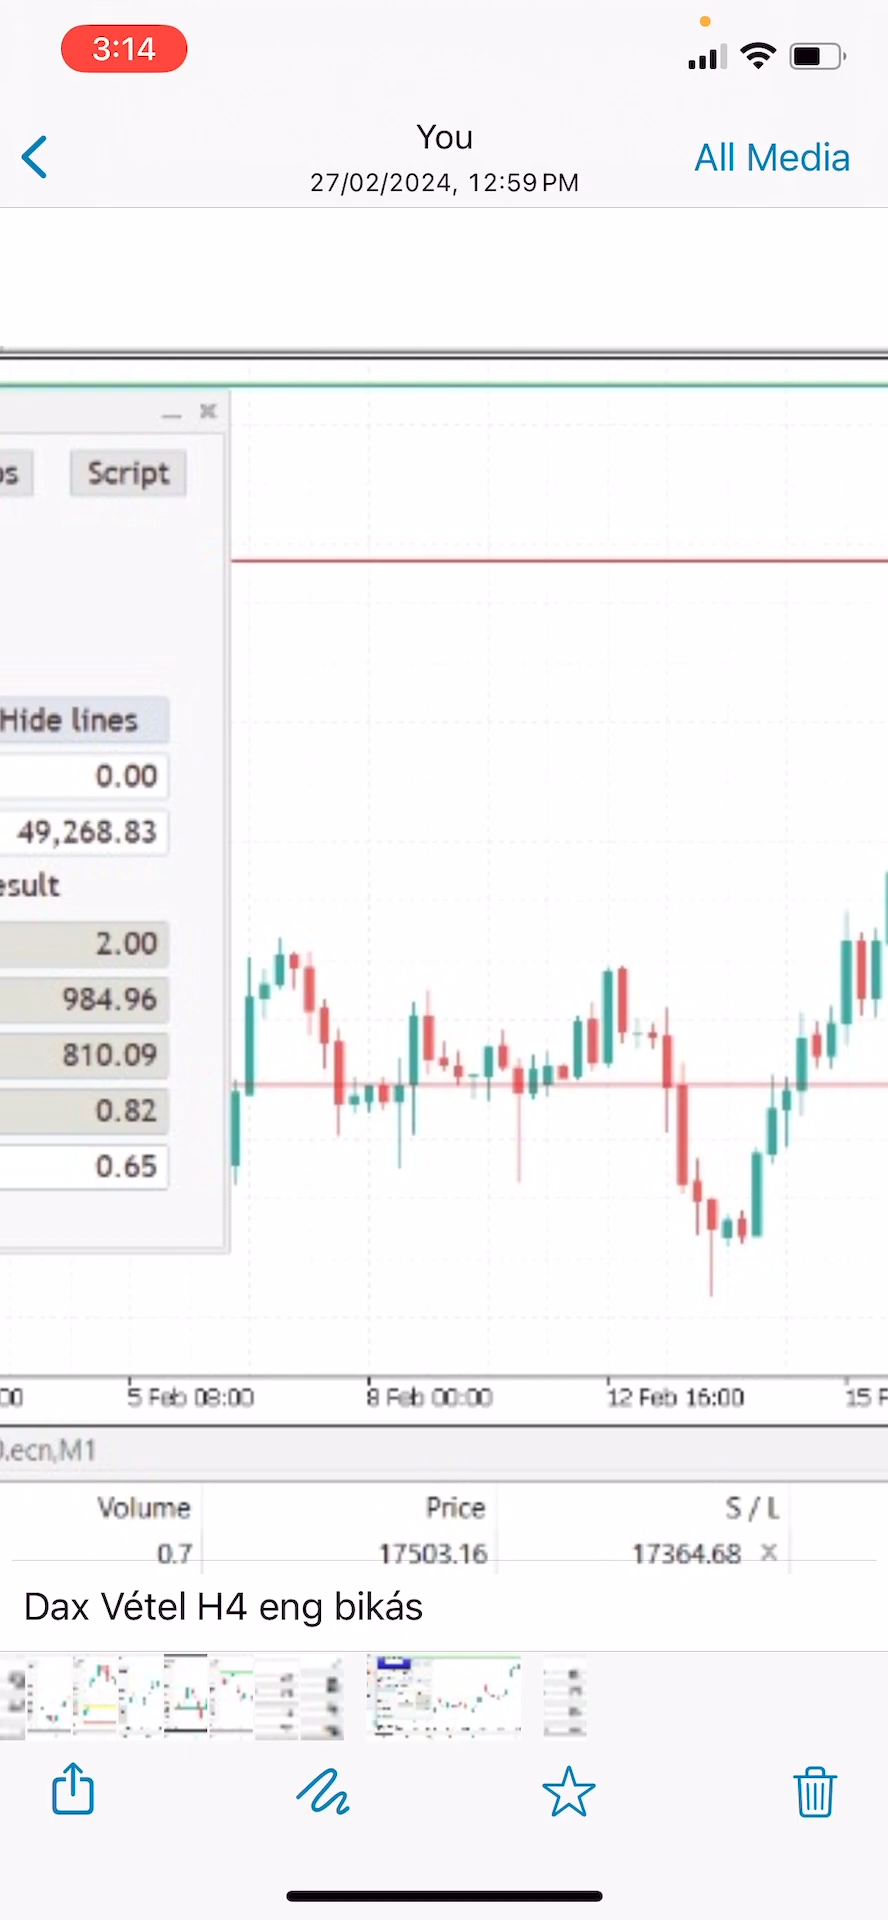 3:14
You
27/02/2024, 12:59 PM
All Media
Script
Hide lines
0.00
49,268.83
esult
2.00
984.96
810.09
0.82
0.65
00 5 Feb 08:00 8 Feb 00:00 12 Feb 16:00 15 F
.ecn,M1
Volume Price S / L
0.7 17503.16 17364.68 ×
Dax Vétel H4 eng bikás